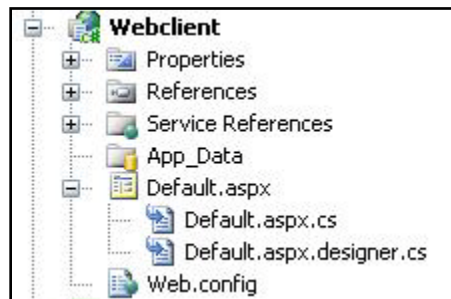 Webclient
Properties
References
Service References
App_Data
Default.aspx
Default.aspx.cs
Default.aspx.designer.cs
Web.config